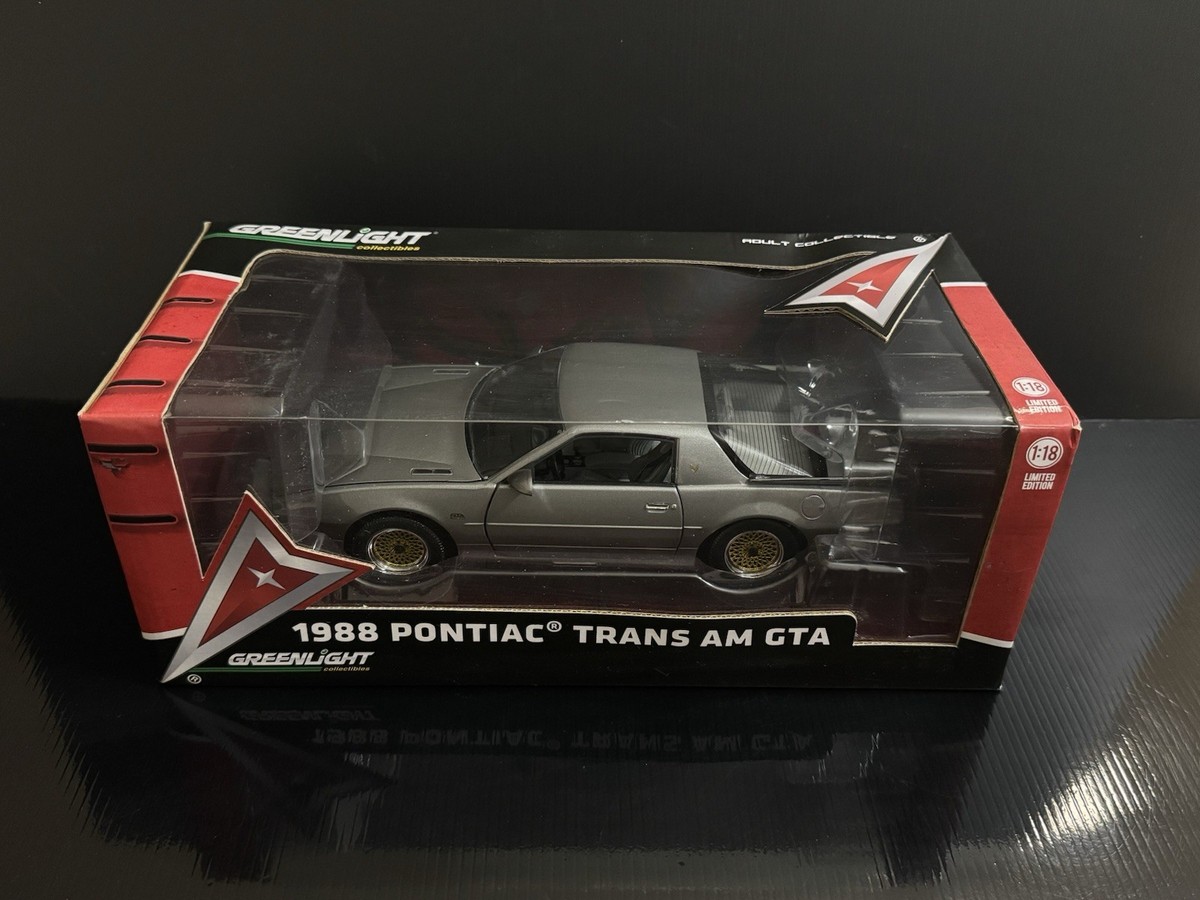 GREENLiGHT
collectibles
ADULT COLLECTIBLE
®
1:18
LIMITED
EDITION
1:18
LIMITED
EDITION
1988 PONTIAC® TRANS AM GTA
GREENLiGHT
collectibles
®